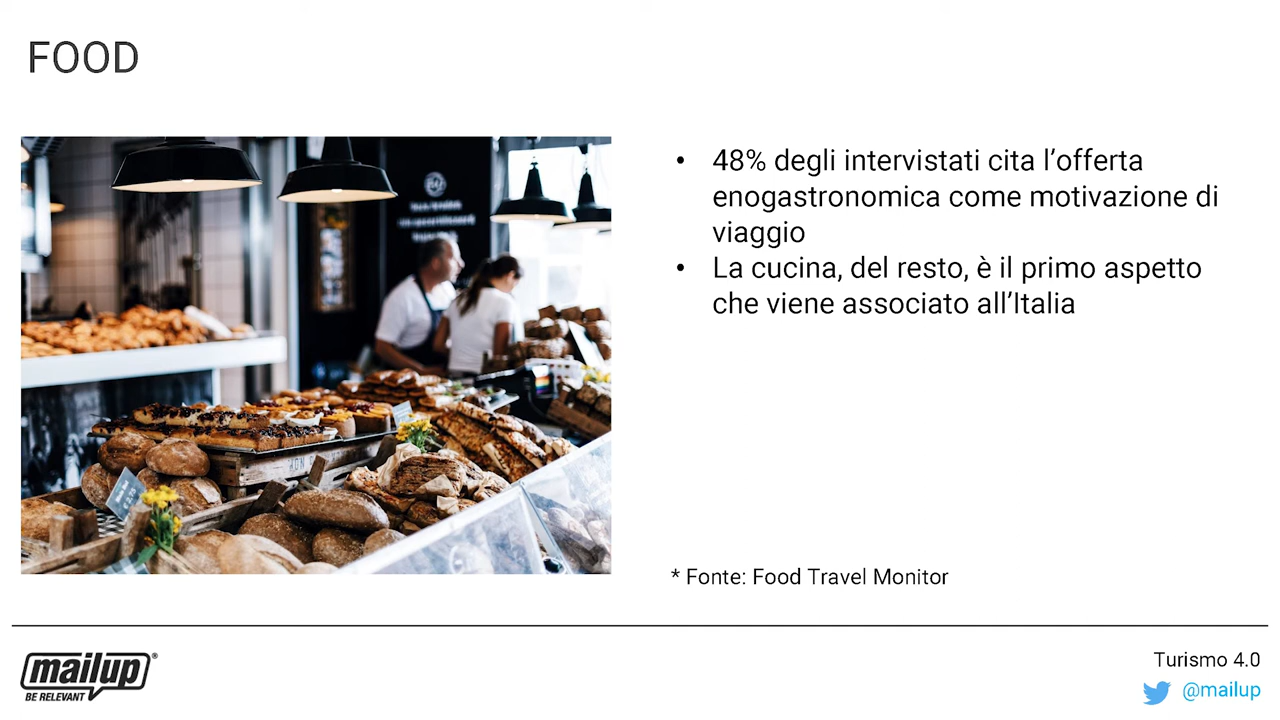 FOOD
• 48% degli intervistati cita l’offerta
enogastronomica come motivazione di
viaggio
• La cucina, del resto, è il primo aspetto
che viene associato all’Italia
* Fonte: Food Travel Monitor
mailup®
BE RELEVANT
Turismo 4.0
@mailup